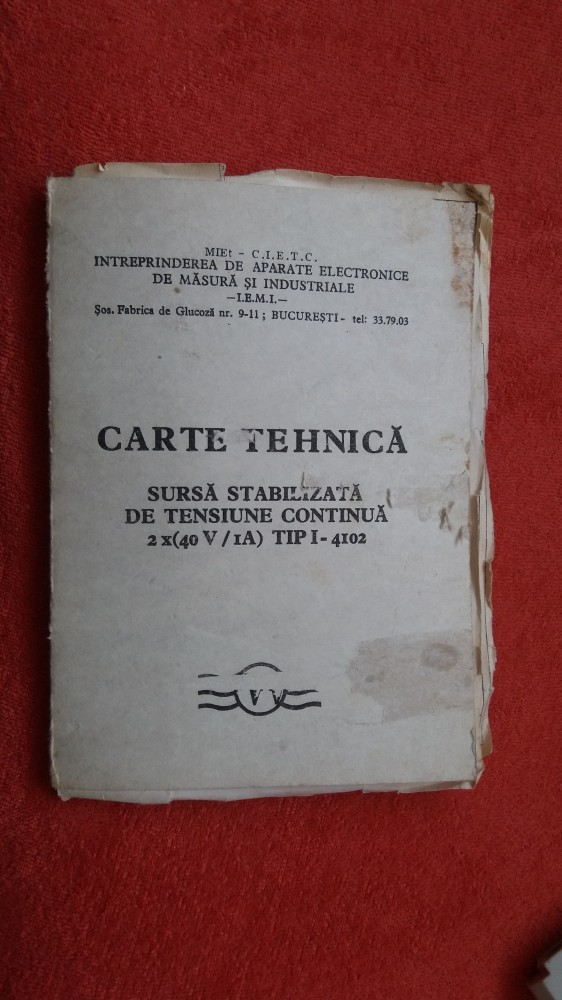 MIEt - C.I.E.T.C.
INTREPRINDEREA DE APARATE ELECTRONICE
DE MĂSURĂ ȘI INDUSTRIALE
-I.E.M.I.-
Șos. Fabrica de Glucoză nr. 9-11; BUCUREȘTI - tel: 33.79.03
CARTE TEHNICĂ
SURSĂ STABILIZATĂ
DE TENSIUNE CONTINUĂ
2 x(40 V/1A) TIP I-4102